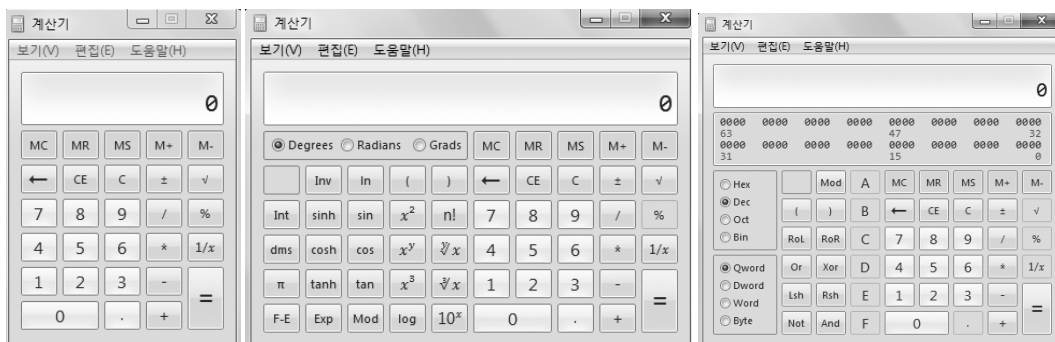 계산기
보기(V) 편집(E) 도움말(H)
0
MC MR MS M+ M-
← CE C ± √
7 8 9 / %
4 5 6 * 1/x
1 2 3 - =
0 . +
계산기
보기(V) 편집(E) 도움말(H)
0
Degrees Radians Grads MC MR MS M+ M-
Inv ln ( ) ← CE C ± √
Int sinh sin x² n! 7 8 9 / %
dms cosh cos xʸ ʸ√x 4 5 6 * 1/x
π tanh tan x³ ³√x 1 2 3 - =
F-E Exp Mod log 10ˣ 0 . +
계산기
보기(V) 편집(E) 도움말(H)
0
0000 0000 0000 0000 0000 0000 0000 0000
63 47 32
0000 0000 0000 0000 0000 0000 0000 0000
31 15 0
Hex Mod A MC MR MS M+ M-
Dec
Oct ( ) B ← CE C ± √
Bin RoL RoR C 7 8 9 / %
Qword Or Xor D 4 5 6 * 1/x
Dword
Word Lsh Rsh E 1 2 3 - =
Byte Not And F 0 . +